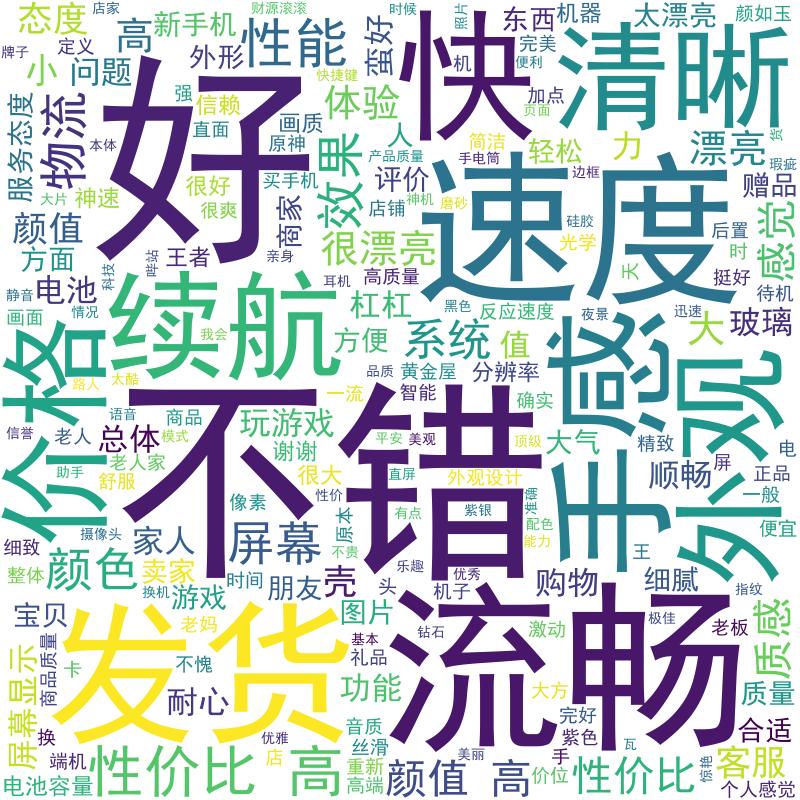 态度
店家
财源滚滚
时候
照片
东西
机器
太漂亮
颜如玉
牌子
定义
高
新手机
性能
蛮好
快
完美
便利
清晰
小
问题
外形
快捷键
机
加点
页面
好
强
信赖
体验
服务态度
物流
直面
画质
人
简洁
轻松
力
漂亮
货
本体
原神
效果
产品质量
手电筒
边框
瑕疵
大片
神速
很好
买手机
评价
速度
赠品
颜值
很爽
商家
店铺
神机
磨砂
硅胶
后置
感觉
方面
科技
哔站
王者
亲身
很漂亮
光学
天
时
挺好
静音
电池
耳机
高质量
待机
画面
情况
续航
杠杠
黑色
反应速度
夜景
迅速
大
玻璃
价格
我会
方便
系统
值
手感
外观
路人
太酷
品质
黄金屋
智能
分辨率
信誉
老人
语音
商品
模式
玩游戏
不错
一流
确实
助手
总体
谢谢
平安
美观
顶级
大气
精致
屏
电
老人家
舒服
很大
直屏
外观设计
顺畅
正品
像素
性价
紫银
准确
一般
摄像头
原本
有点
配色
便宜
细致
家人
屏幕
不贵
能力
王
整体
颜色
卖家
时间
朋友
壳
乐趣
优秀
头
机子
购物
细腻
指纹
换机
游戏
宝贝
发货
老妈
图片
流畅
钻石
激动
极佳
老板
质感
屏幕显示
商品质量
卡
不愧
基本
礼品
耐心
功能
大方
质量
换
优雅
音质
丝滑
完好
紫色
合适
端机
店
美丽
手
瓦
惊艳
客服
电池容量
性价比
高
重新
高端
颜值
高
价位
性价比
个人感觉